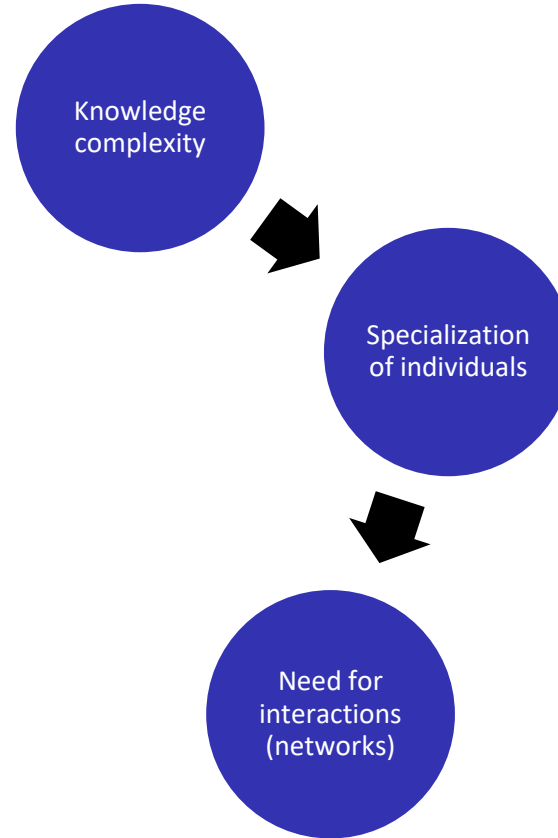 Knowledge
complexity
Specialization
of individuals
Need for
interactions
(networks)